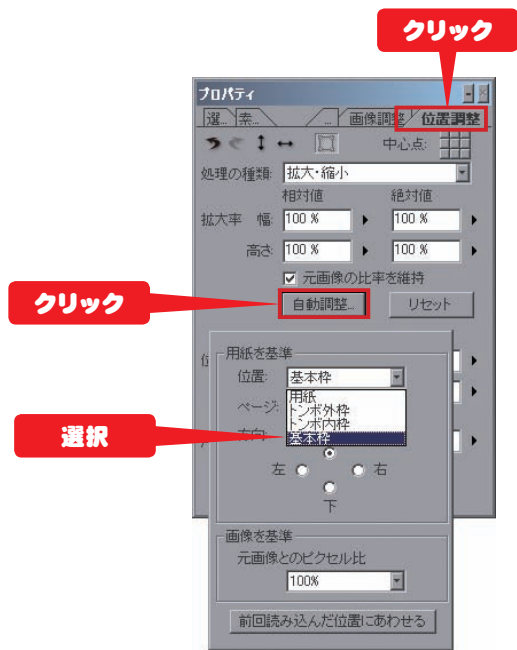 クリック
プロパティ
選... 索... ... 画像調整 位置調整
中心点:
処理の種類: 拡大・縮小
相対値 絶対値
拡大率 幅: 100 % 100 %
高さ: 100 % 100 %
元画像の比率を維持
クリック
自動調整... リセット
用紙を基準
位置: 基本枠
ページ:
用紙
トンボ外枠
トンボ内枠
選択
基本枠
左 右
下
画像を基準
元画像とのピクセル比
100%
前回読み込んだ位置にあわせる